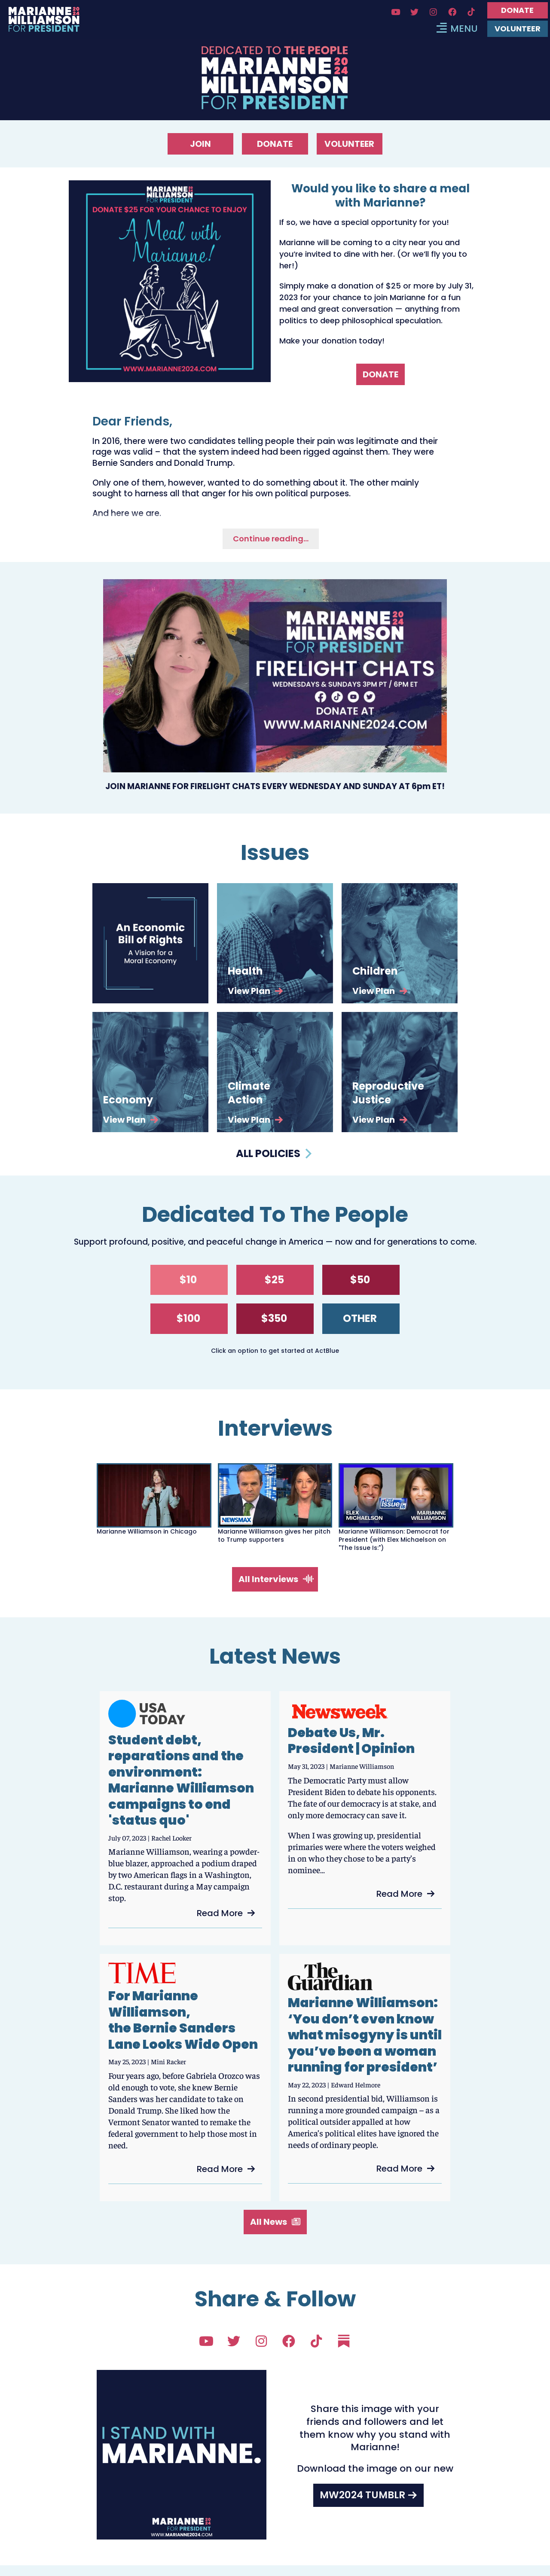 MARIANNE 20
WILLIAMSON 24
FOR PRESIDENT
DONATE
MENU
VOLUNTEER
DEDICATED TO THE PEOPLE
MARIANNE 20
WILLIAMSON 24
FOR PRESIDENT
JOIN
DONATE
VOLUNTEER
MARIANNE 20
WILLIAMSON 24
FOR PRESIDENT
DONATE $25 FOR YOUR CHANCE TO ENJOY
A Meal with
Marianne!
WWW.MARIANNE2024.COM
Would you like to share a meal
with Marianne?
If so, we have a special opportunity for you!
Marianne will be coming to a city near you and
you’re invited to dine with her. (Or we’ll fly you to
her!)
Simply make a donation of $25 or more by July 31,
2023 for your chance to join Marianne for a fun
meal and great conversation — anything from
politics to deep philosophical speculation.
Make your donation today!
DONATE
Dear Friends,
In 2016, there were two candidates telling people their pain was legitimate and their
rage was valid – that the system indeed had been rigged against them. They were
Bernie Sanders and Donald Trump.
Only one of them, however, wanted to do something about it. The other mainly
sought to harness all that anger for his own political purposes.
And here we are.
Continue reading...
MARIANNE 20
WILLIAMSON 24
FOR PRESIDENT
FIRELIGHT CHATS
WEDNESDAYS & SUNDAYS 3PM PT / 6PM ET
DONATE AT
WWW.MARIANNE2024.COM
JOIN MARIANNE FOR FIRELIGHT CHATS EVERY WEDNESDAY AND SUNDAY AT 6pm ET!
Issues
An Economic
Bill of Rights
A Vision for a
Moral Economy
Health
View Plan
Children
View Plan
Economy
View Plan
Climate
Action
View Plan
Reproductive
Justice
View Plan
ALL POLICIES
Dedicated To The People
Support profound, positive, and peaceful change in America — now and for generations to come.
$10
$25
$50
$100
$350
OTHER
Click an option to get started at ActBlue
Interviews
Marianne Williamson in Chicago
NEWSMAX
Marianne Williamson gives her pitch
to Trump supporters
ELEX
MICHAELSON
Issue is:
MARIANNE
WILLIAMSON
Marianne Williamson: Democrat for
President (with Elex Michaelson on
"The Issue Is:")
All Interviews
Latest News
USA
TODAY
Student debt,
reparations and the
environment:
Marianne Williamson
campaigns to end
'status quo'
July 07, 2023 | Rachel Looker
Marianne Williamson, wearing a powder-
blue blazer, approached a podium draped
by two American flags in a Washington,
D.C. restaurant during a May campaign
stop.
Read More
Newsweek
Debate Us, Mr.
President | Opinion
May 31, 2023 | Marianne Williamson
The Democratic Party must allow
President Biden to debate his opponents.
The fate of our democracy is at stake, and
only more democracy can save it.
When I was growing up, presidential
primaries were where the voters weighed
in on who they chose to be a party’s
nominee...
Read More
TIME
For Marianne
Williamson,
the Bernie Sanders
Lane Looks Wide Open
May 25, 2023 | Mini Racker
Four years ago, before Gabriela Orozco was
old enough to vote, she knew Bernie
Sanders was her candidate to take on
Donald Trump. She liked how the
Vermont Senator wanted to remake the
federal government to help those most in
need.
Read More
The
Guardian
Marianne Williamson:
‘You don’t even know
what misogyny is until
you’ve been a woman
running for president’
May 22, 2023 | Edward Helmore
In second presidential bid, Williamson is
running a more grounded campaign – as a
political outsider appalled at how
America’s political elites have ignored the
needs of ordinary people.
Read More
All News
Share & Follow
I STAND WITH
MARIANNE.
MARIANNE 20
WILLIAMSON 24
FOR PRESIDENT
WWW.MARIANNE2024.COM
Share this image with your
friends and followers and let
them know why you stand with
Marianne!
Download the image on our new
MW2024 TUMBLR